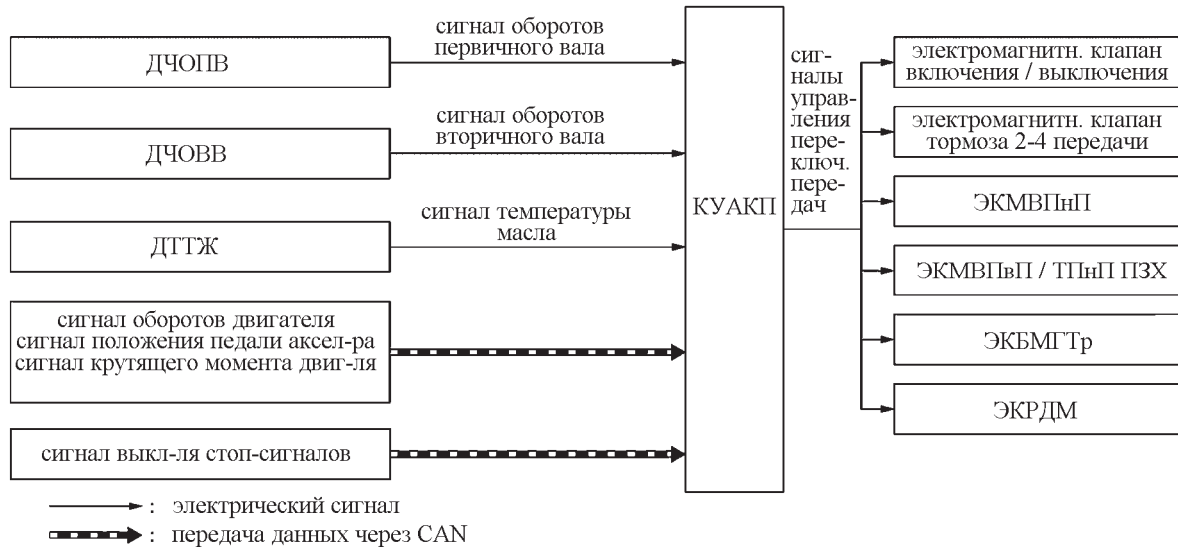 ДЧОПВ
сигнал оборотов
первичного вала
ДЧОВВ
сигнал оборотов
вторичного вала
ДТТЖ
сигнал температуры
масла
сигнал оборотов двигателя
сигнал положения педали аксел-ра
сигнал крутящего момента двиг-ля
сигнал выкл-ля стоп-сигналов
КУАКП
сиг-
налы
управ-
ления
пере-
ключ.
пере-
дач
электромагнитн. клапан
включения / выключения
электромагнитн. клапан
тормоза 2-4 передачи
ЭКМВПнП
ЭКМВПвП / ТПнП ПЗХ
ЭКБМГТр
ЭКРДМ
: электрический сигнал
: передача данных через CAN